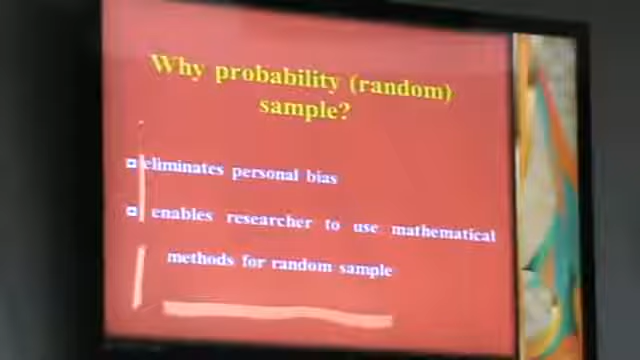 Why probability (random)
sample?
eliminates personal bias
enables researcher to use mathematical
methods for random sample